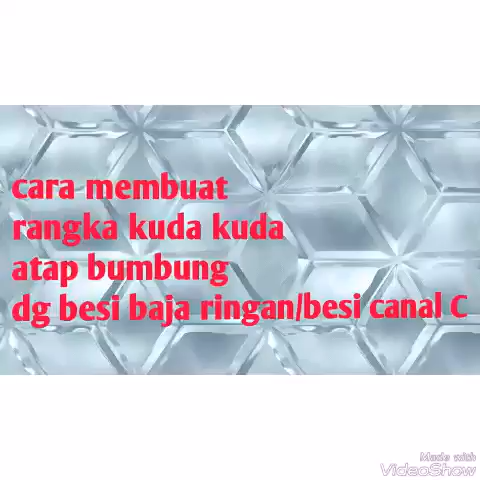 cara membuat
rangka kuda kuda
atap bumbung
dg besi baja ringan/besi canal C
Made with
VideoShow